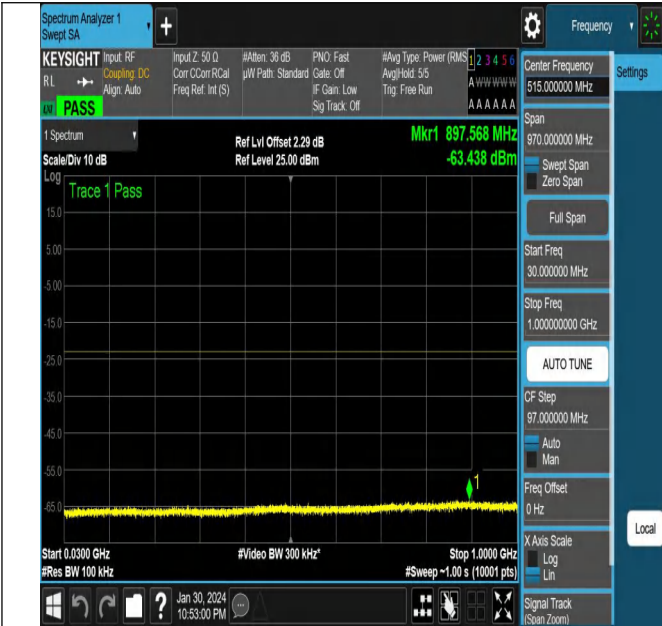 Spectrum Analyzer 1
Swept SA
+
Frequency
KEYSIGHT
RL
PASS
Input: RF
Coupling: DC
Align: Auto
Input Z: 50 Ω
Corr CCorr RCal
Freq Ref: Int (S)
#Atten: 36 dB
µW Path: Standard
PNO: Fast
Gate: Off
IF Gain: Low
Sig Track: Off
#Avg Type: Power (RMS
Avg|Hold: 5/5
Trig: Free Run
1 2 3 4 5 6
A W W W W W
A A A A A A
1 Spectrum
Scale/Div 10 dB
Ref Lvl Offset 2.29 dB
Ref Level 25.00 dBm
Mkr1 897.568 MHz
-63.438 dBm
Log
Trace 1 Pass
15.0
5.00
-5.00
-15.0
-25.0
-35.0
-45.0
-55.0
-65.0
1
Start 0.0300 GHz
#Res BW 100 kHz
#Video BW 300 kHz*
Stop 1.0000 GHz
#Sweep ~1.00 s (10001 pts)
Jan 30, 2024
10:53:00 PM
?
Center Frequency
515.000000 MHz
Settings
Span
970.000000 MHz
Swept Span
Zero Span
Full Span
Start Freq
30.000000 MHz
Stop Freq
1.000000000 GHz
AUTO TUNE
CF Step
97.000000 MHz
Auto
Man
Freq Offset
0 Hz
X Axis Scale
Log
Lin
Local
Signal Track
(Span Zoom)